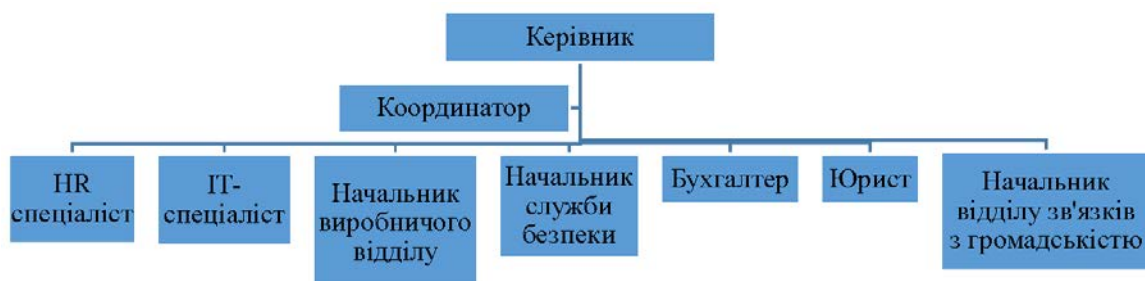 Керівник
Координатор
HR
спеціаліст
IT-
спеціаліст
Начальник
виробничого
відділу
Начальник
служби
безпеки
Бухгалтер
Юрист
Начальник
відділу зв'язків
з громадськістю